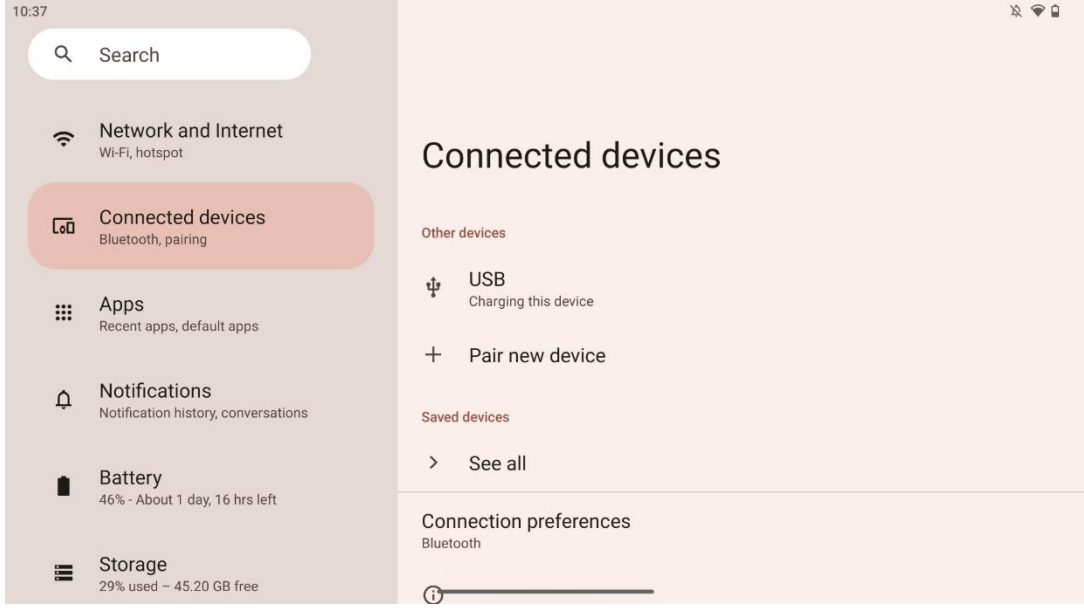 10:37
Search
Network and Internet
Wi-Fi, hotspot
Connected devices
Bluetooth, pairing
Apps
Recent apps, default apps
Notifications
Notification history, conversations
Battery
46% - About 1 day, 16 hrs left
Storage
29% used – 45.20 GB free
Connected devices
Other devices
USB
Charging this device
Pair new device
Saved devices
See all
Connection preferences
Bluetooth